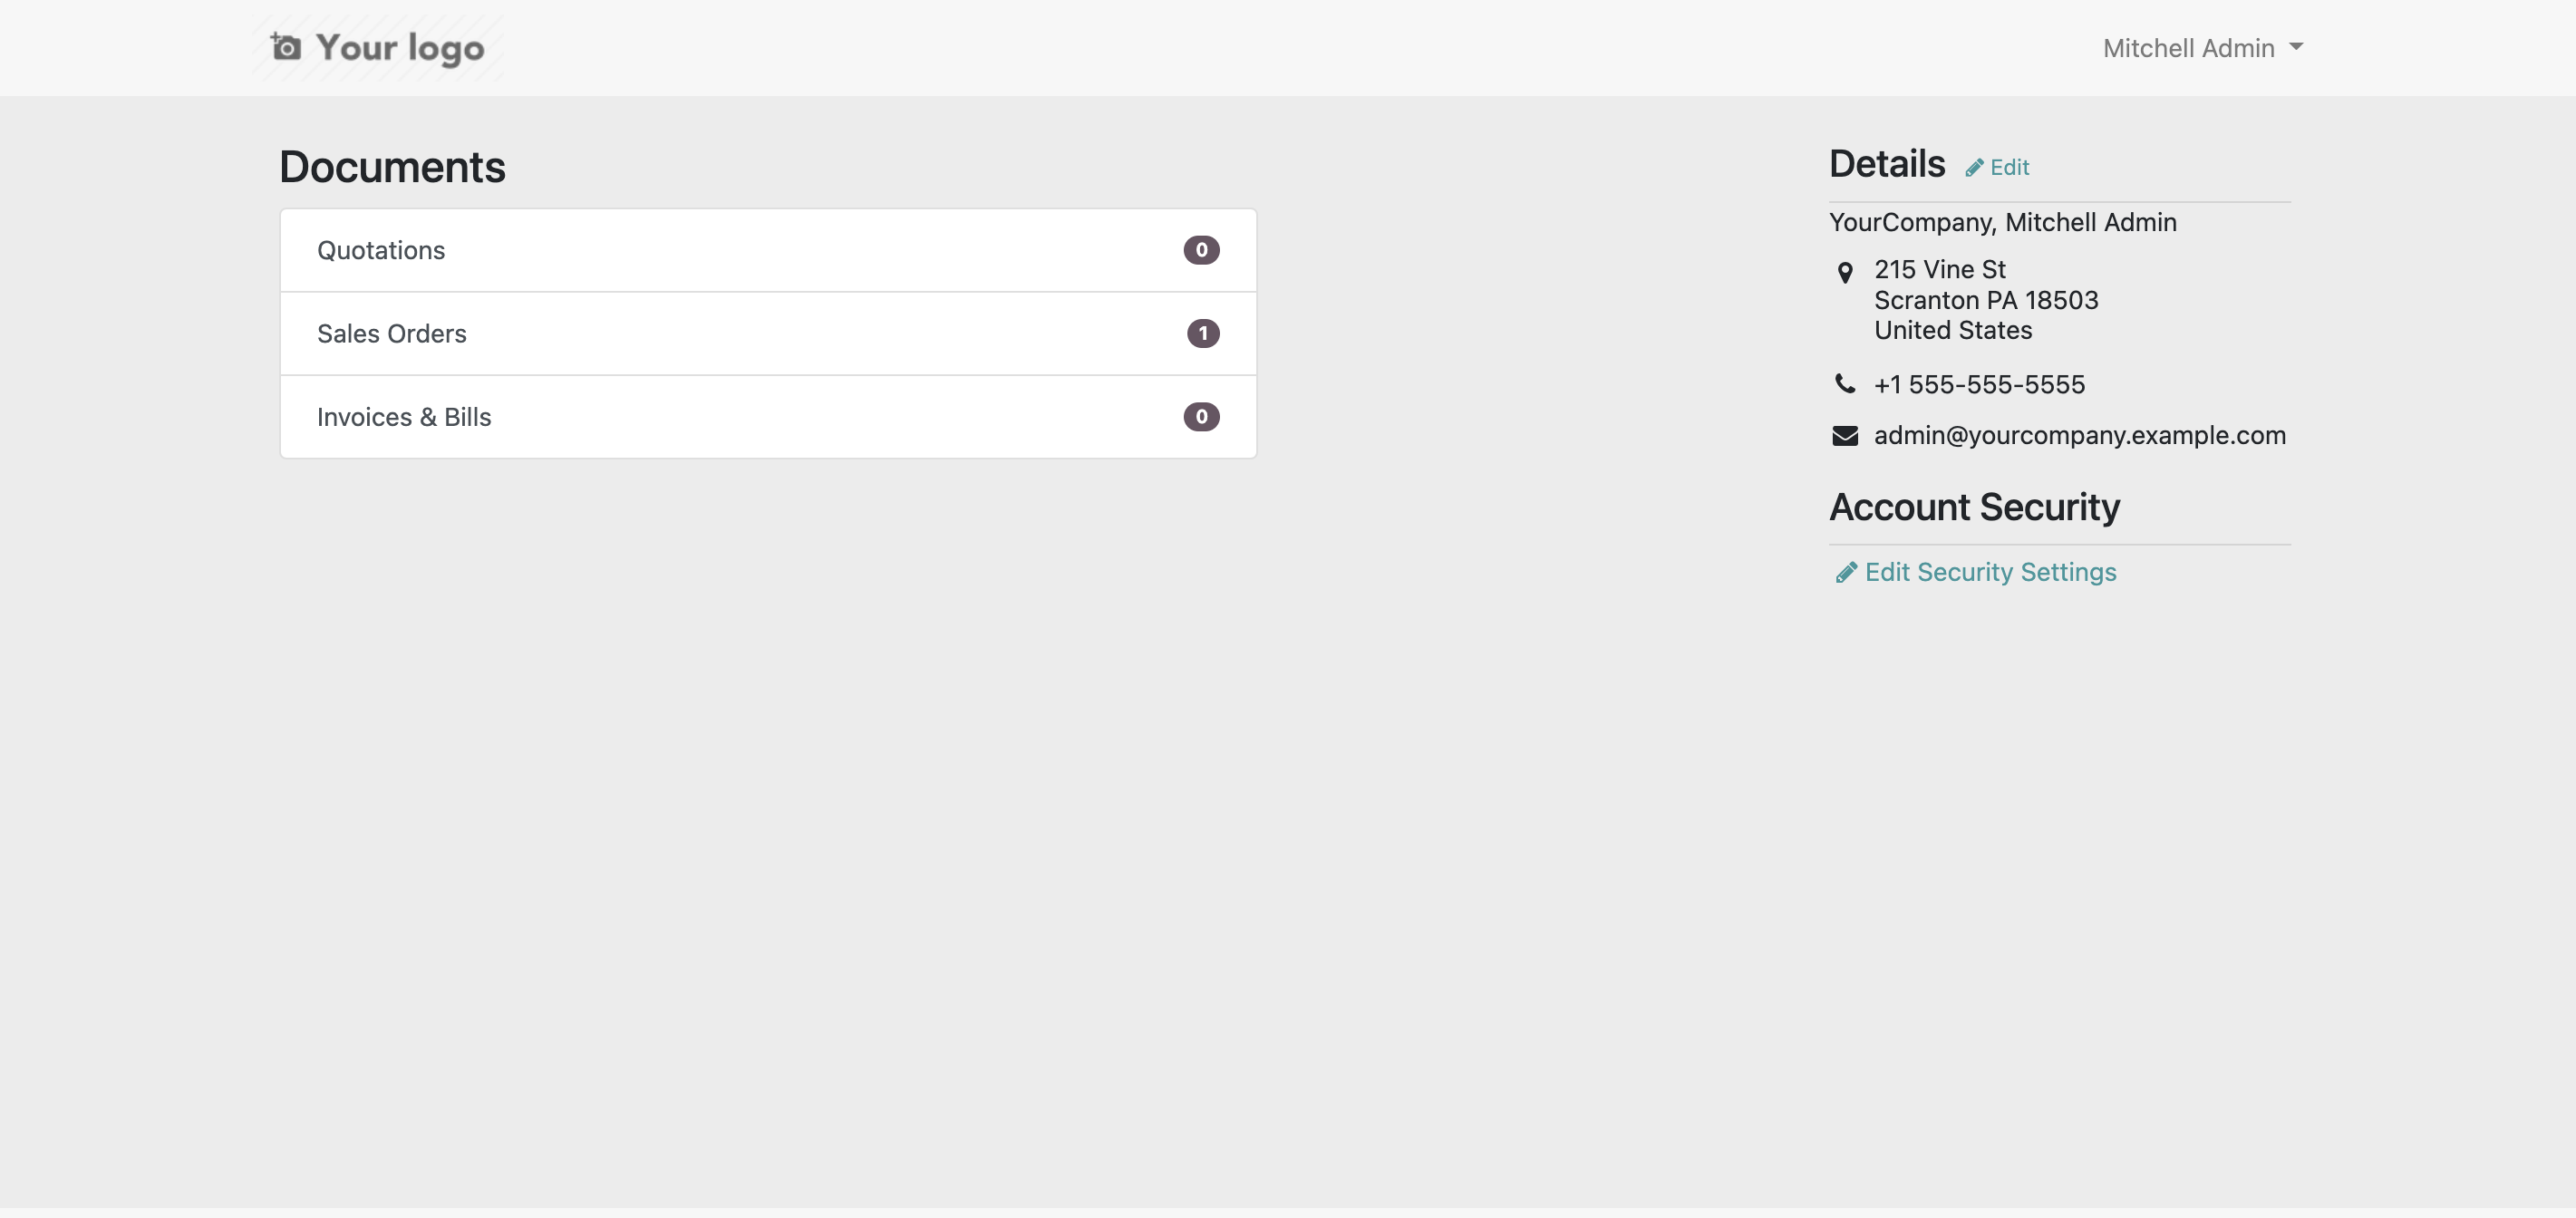 Your logo
Mitchell Admin
Documents
Quotations 0
Sales Orders 1
Invoices & Bills 0
Details Edit
YourCompany, Mitchell Admin
215 Vine St
Scranton PA 18503
United States
+1 555-555-5555
admin@yourcompany.example.com
Account Security
Edit Security Settings